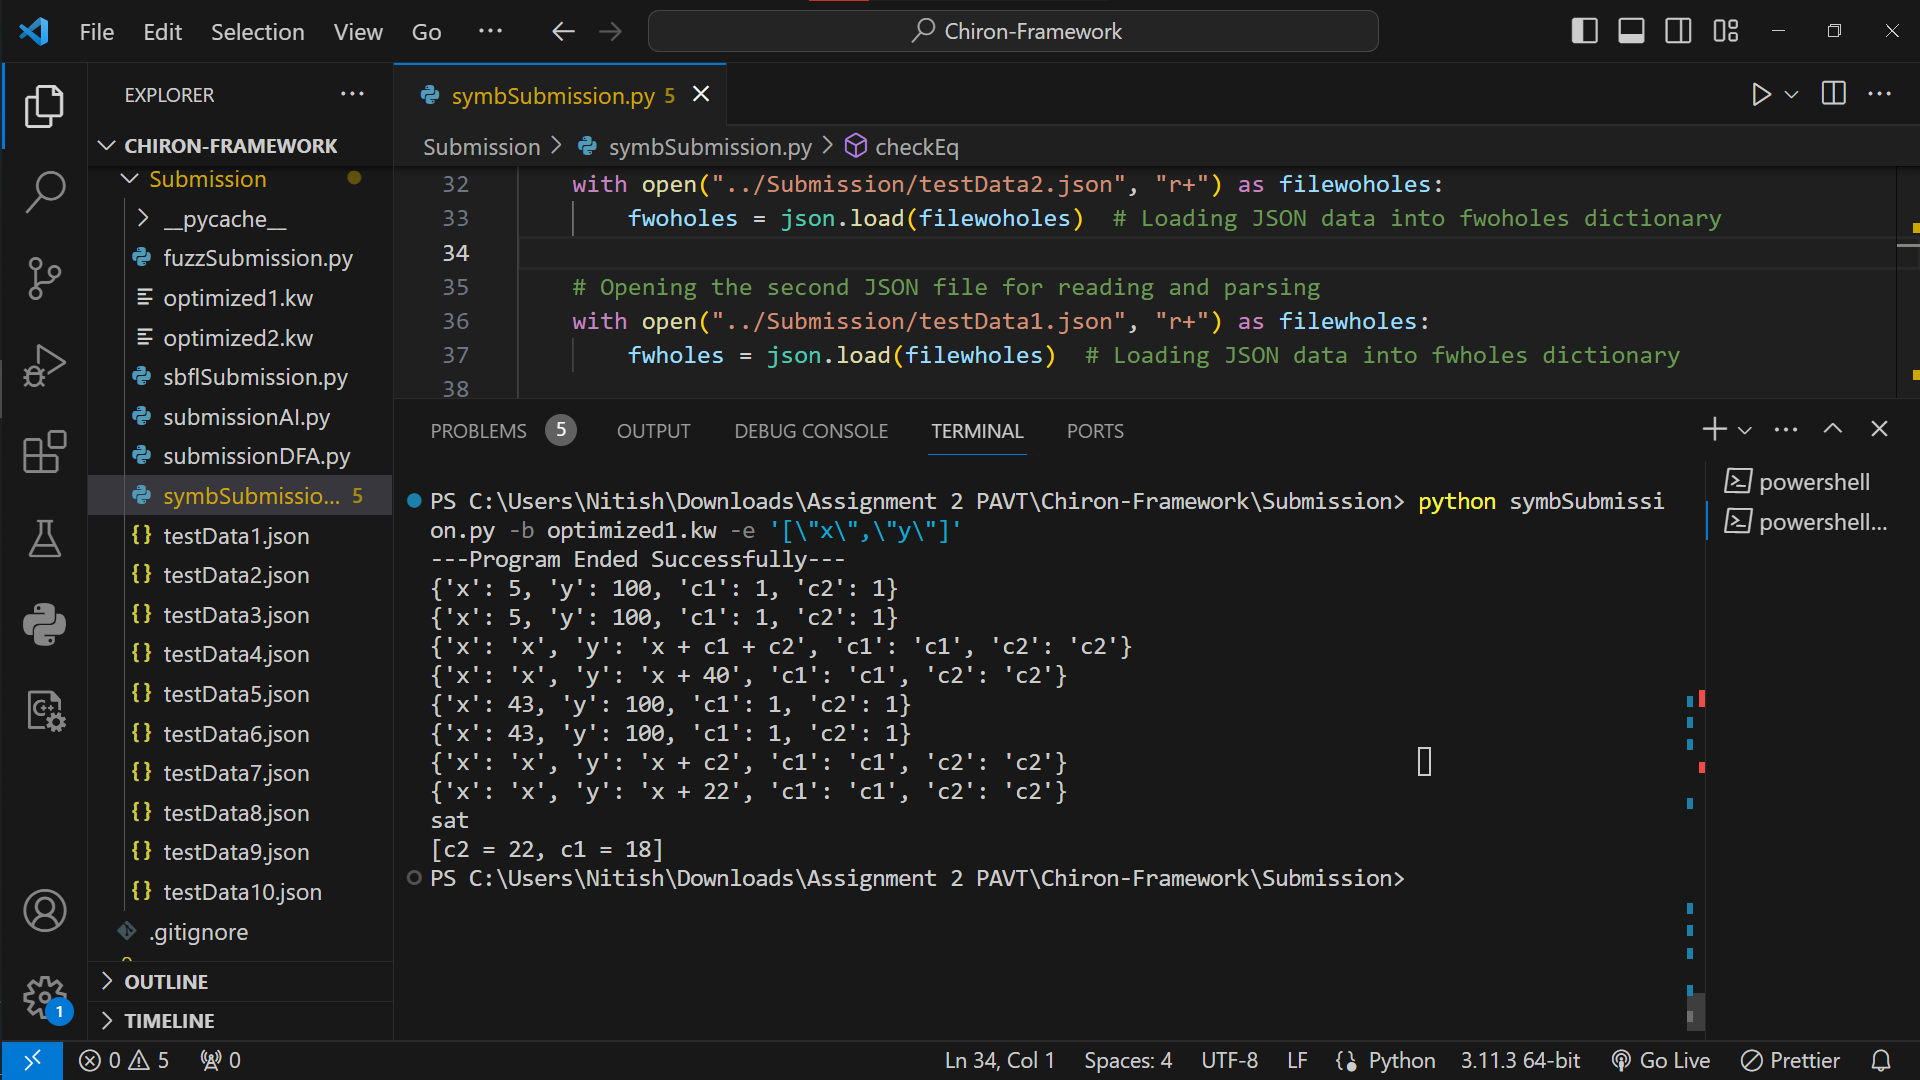 File Edit Selection View Go ··· Chiron-Framework
EXPLORER ···
CHIRON-FRAMEWORK
Submission
__pycache__
fuzzSubmission.py
optimized1.kw
optimized2.kw
sbflSubmission.py
submissionAI.py
submissionDFA.py
symbSubmissio... 5
testData1.json
testData2.json
testData3.json
testData4.json
testData5.json
testData6.json
testData7.json
testData8.json
testData9.json
testData10.json
.gitignore
OUTLINE
TIMELINE
symbSubmission.py 5
Submission > symbSubmission.py > checkEq
32 with open("../Submission/testData2.json", "r+") as filewoholes:
33 fwoholes = json.load(filewoholes) # Loading JSON data into fwoholes dictionary
34
35 # Opening the second JSON file for reading and parsing
36 with open("../Submission/testData1.json", "r+") as filewholes:
37 fwholes = json.load(filewholes) # Loading JSON data into fwholes dictionary
38
PROBLEMS 5 OUTPUT DEBUG CONSOLE TERMINAL PORTS
PS C:\Users\Nitish\Downloads\Assignment 2 PAVT\Chiron-Framework\Submission> python symbSubmissi
on.py -b optimized1.kw -e '[\"x\",\"y\"]'
---Program Ended Successfully---
{'x': 5, 'y': 100, 'c1': 1, 'c2': 1}
{'x': 5, 'y': 100, 'c1': 1, 'c2': 1}
{'x': 'x', 'y': 'x + c1 + c2', 'c1': 'c1', 'c2': 'c2'}
{'x': 'x', 'y': 'x + 40', 'c1': 'c1', 'c2': 'c2'}
{'x': 43, 'y': 100, 'c1': 1, 'c2': 1}
{'x': 43, 'y': 100, 'c1': 1, 'c2': 1}
{'x': 'x', 'y': 'x + c2', 'c1': 'c1', 'c2': 'c2'}
{'x': 'x', 'y': 'x + 22', 'c1': 'c1', 'c2': 'c2'}
sat
[c2 = 22, c1 = 18]
PS C:\Users\Nitish\Downloads\Assignment 2 PAVT\Chiron-Framework\Submission>
powershell
powershell...
1
0 5 0 Ln 34, Col 1 Spaces: 4 UTF-8 LF Python 3.11.3 64-bit Go Live Prettier